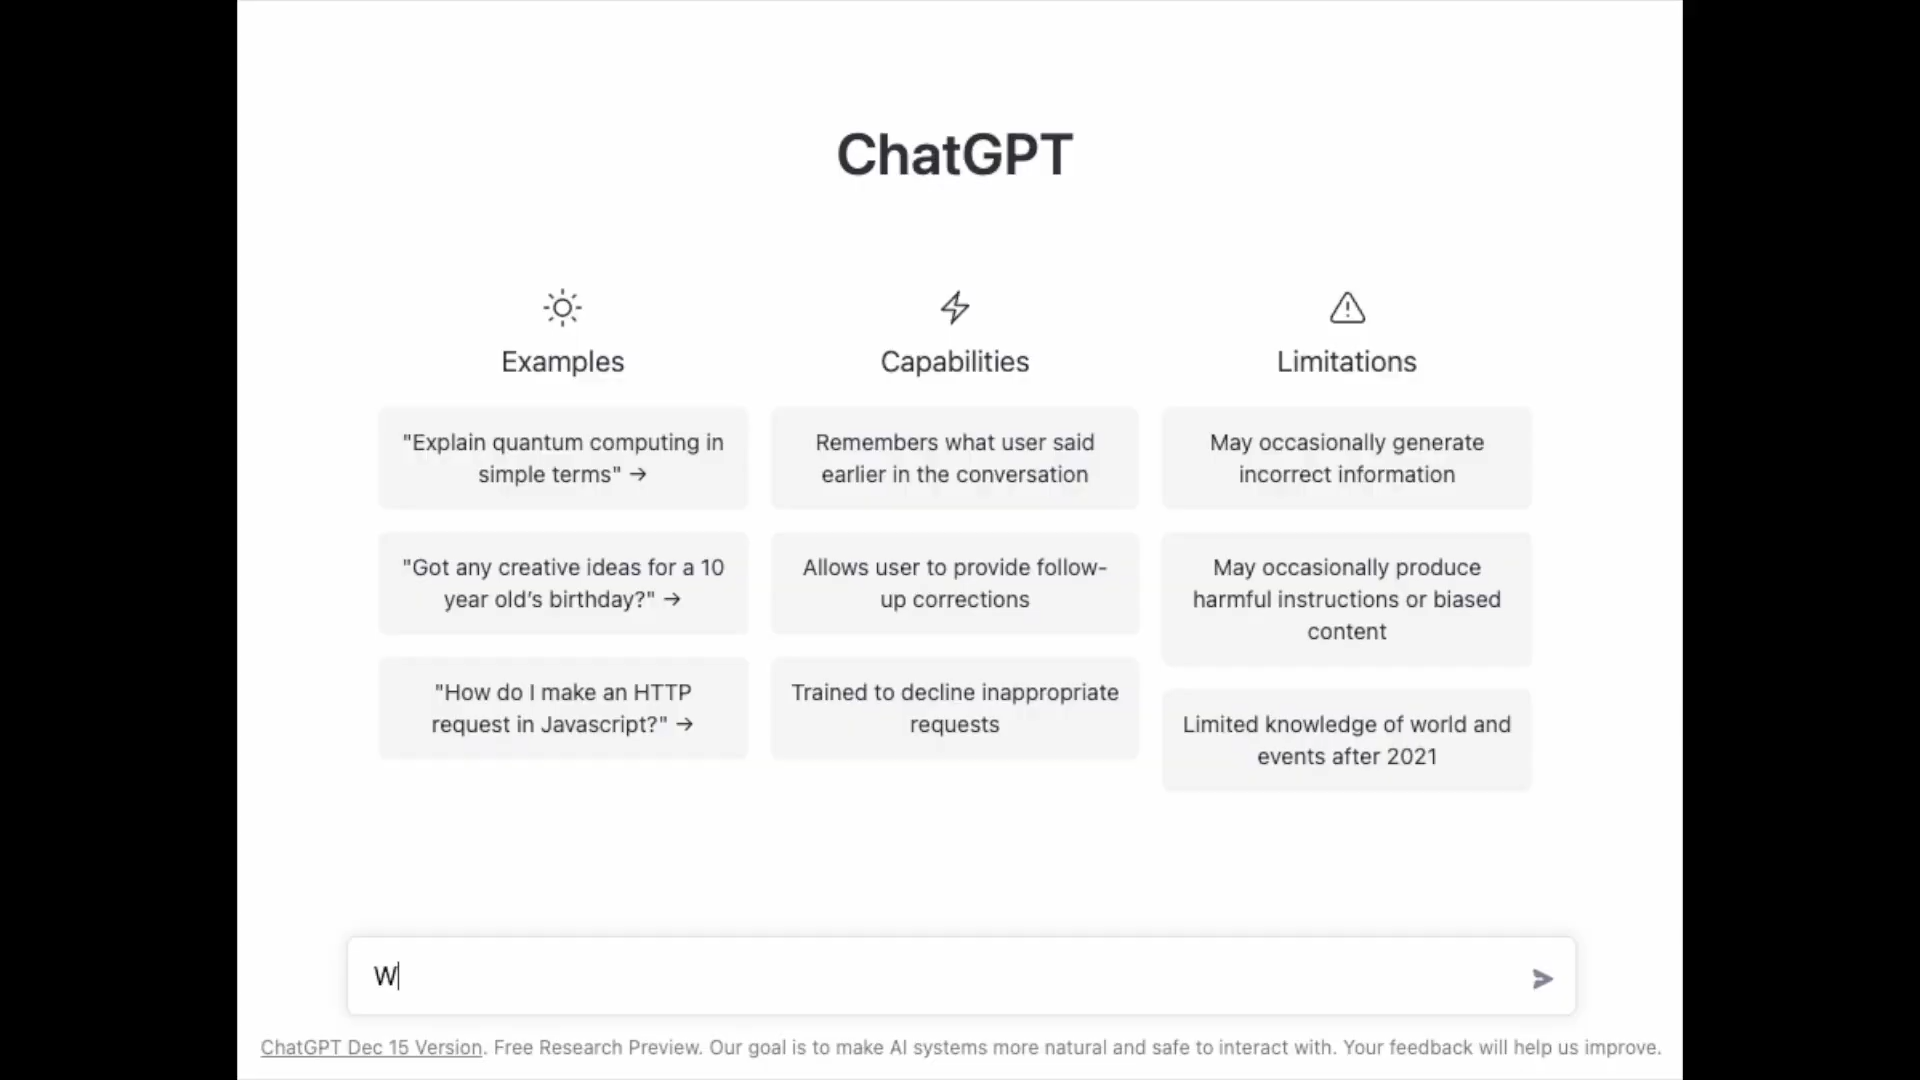 ChatGPT
Examples
"Explain quantum computing in
simple terms" →
"Got any creative ideas for a 10
year old's birthday?" →
"How do I make an HTTP
request in Javascript?" →
Capabilities
Remembers what user said
earlier in the conversation
Allows user to provide follow-
up corrections
Trained to decline inappropriate
requests
Limitations
May occasionally generate
incorrect information
May occasionally produce
harmful instructions or biased
content
Limited knowledge of world and
events after 2021
W
ChatGPT Dec 15 Version. Free Research Preview. Our goal is to make AI systems more natural and safe to interact with. Your feedback will help us improve.